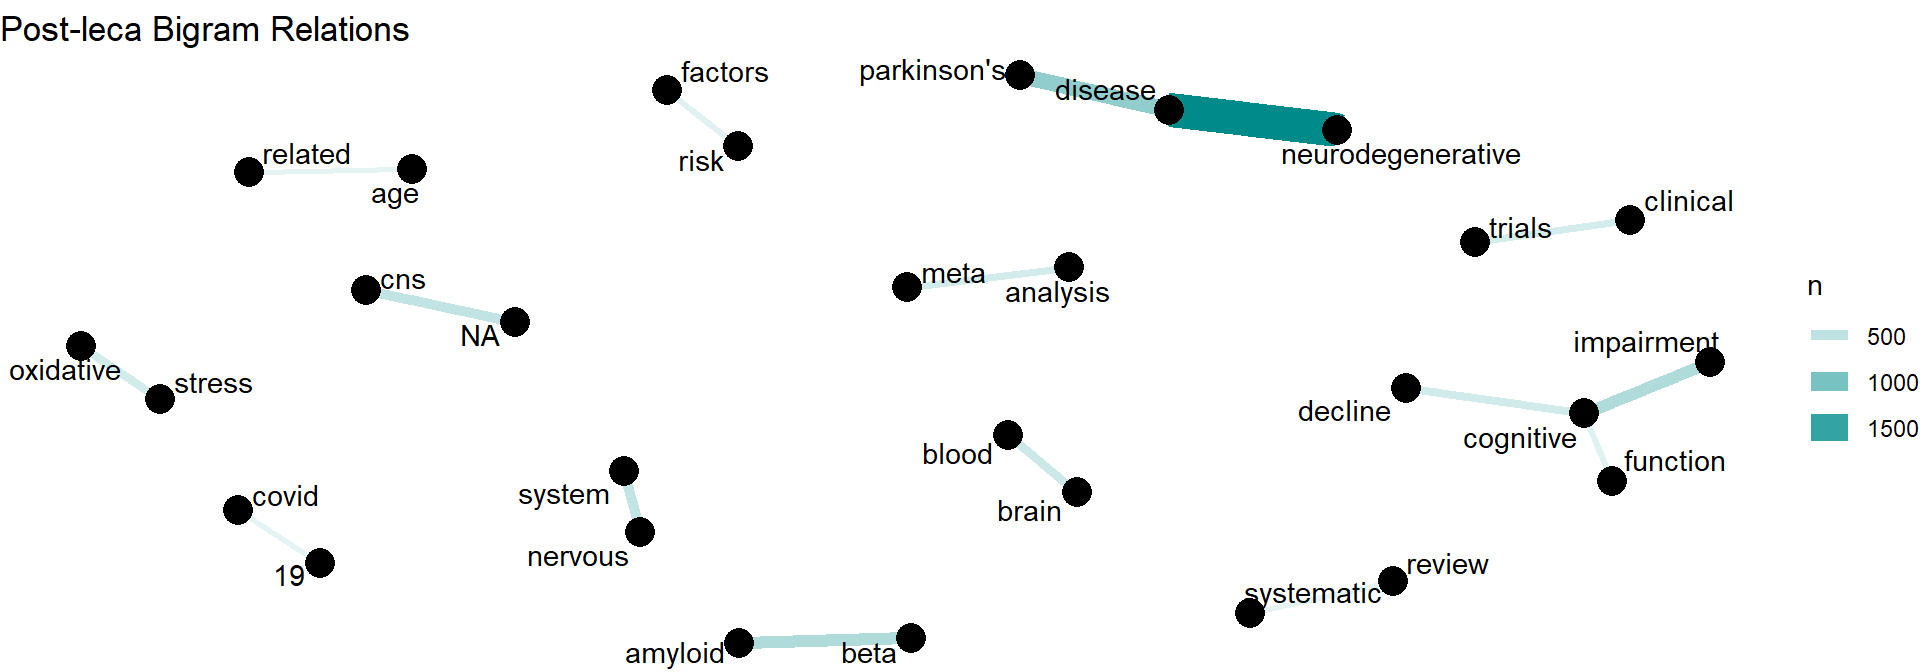 Post-leca Bigram Relations
factors
parkinson's
disease
related
risk
neurodegenerative
age
clinical
trials
cns
meta
analysis
n
NA
500
impairment
oxidative
stress
1000
decline
1500
cognitive
blood
function
covid
system
brain
nervous
19
review
systematic
amyloid
beta